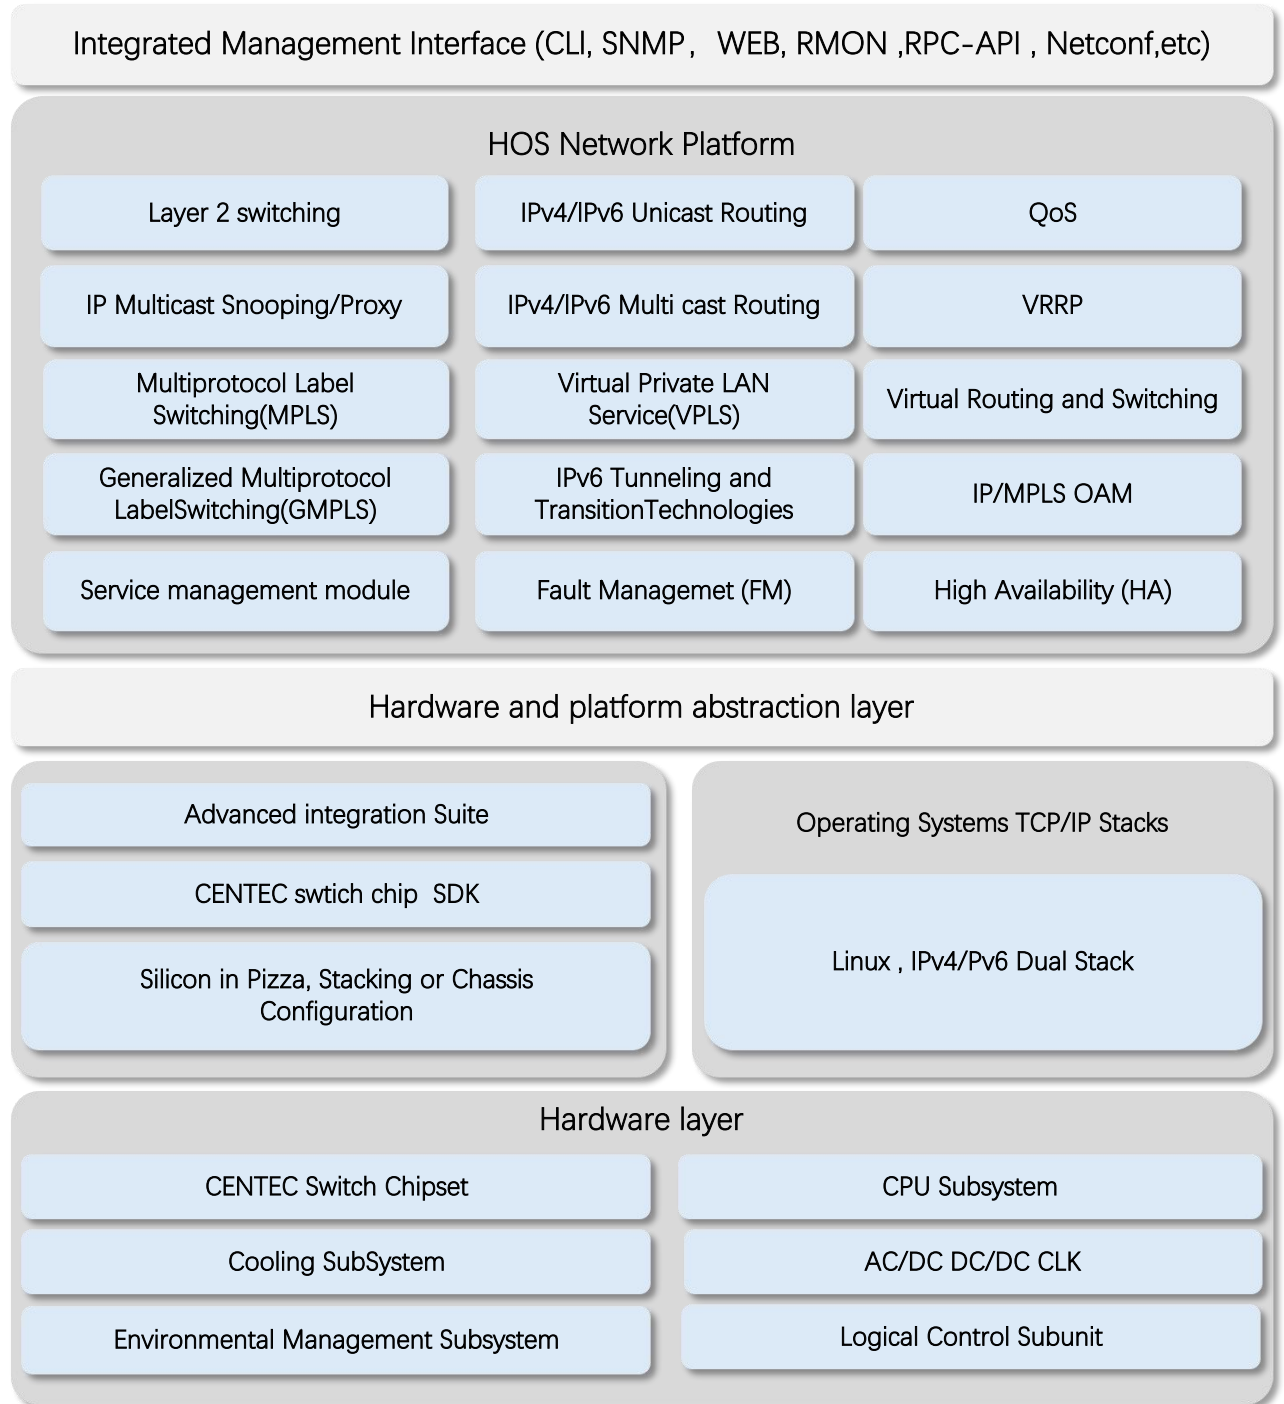 Integrated Management Interface (CLI, SNMP, WEB, RMON ,RPC-API , Netconf,etc)
HOS Network Platform
Layer 2 switching
IPv4/IPv6 Unicast Routing
QoS
IP Multicast Snooping/Proxy
IPv4/IPv6 Multi cast Routing
VRRP
Multiprotocol Label
Switching(MPLS)
Virtual Private LAN
Service(VPLS)
Virtual Routing and Switching
Generalized Multiprotocol
LabelSwitching(GMPLS)
IPv6 Tunneling and
TransitionTechnologies
IP/MPLS OAM
Service management module
Fault Managemet (FM)
High Availability (HA)
Hardware and platform abstraction layer
Advanced integration Suite
CENTEC swtich chip  SDK
Silicon in Pizza, Stacking or Chassis
Configuration
Operating Systems TCP/IP Stacks
Linux , IPv4/Pv6 Dual Stack
Hardware layer
CENTEC Switch Chipset
CPU Subsystem
Cooling SubSystem
AC/DC DC/DC CLK
Environmental Management Subsystem
Logical Control Subunit